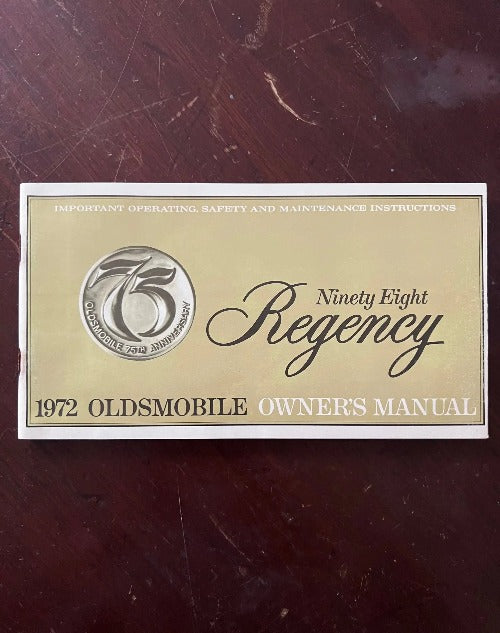 IMPORTANT OPERATING, SAFETY AND MAINTENANCE INSTRUCTIONS
75
OLDSMOBILE 75TH ANNIVERSARY
Ninety Eight
Regency
1972 OLDSMOBILE OWNER'S MANUAL